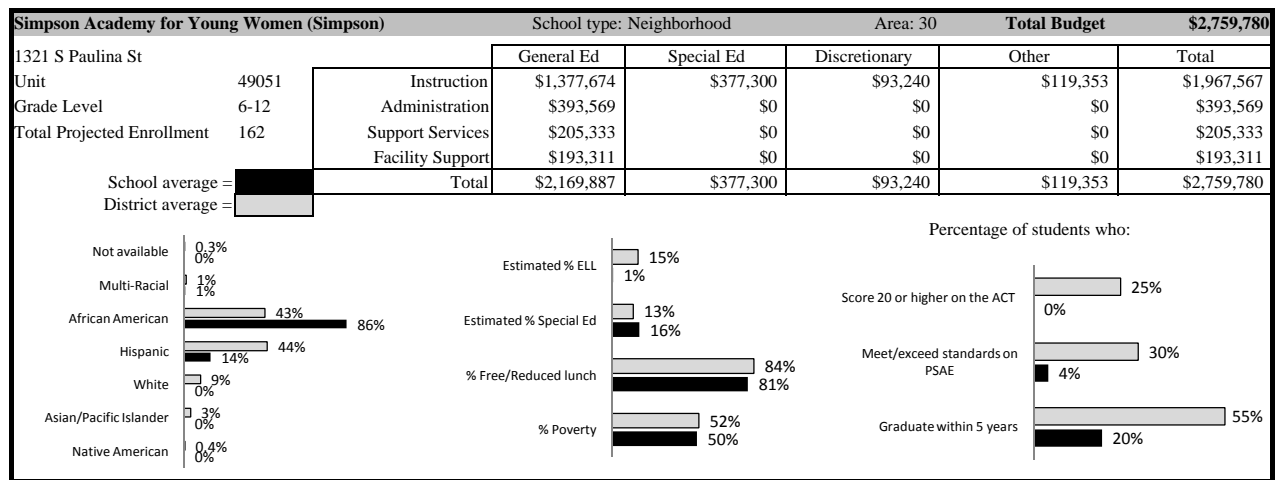 Simpson Academy for Young Women (Simpson) School type: Neighborhood Area: 30 Total Budget $2,759,780
1321 S Paulina St General Ed Special Ed Discretionary Other Total
Unit 49051 Instruction $1,377,674 $377,300 $93,240 $119,353 $1,967,567
Grade Level 6-12 Administration $393,569 $0 $0 $0 $393,569
Total Projected Enrollment 162 Support Services $205,333 $0 $0 $0 $205,333
Facility Support $193,311 $0 $0 $0 $193,311
School average = Total $2,169,887 $377,300 $93,240 $119,353 $2,759,780
District average =
Not available 0.3%
0%
Multi-Racial 1%
1%
African American 43%
86%
Hispanic 44%
14%
White 9%
0%
Asian/Pacific Islander 3%
0%
Native American 0.4%
0%
Estimated % ELL 15%
1%
Estimated % Special Ed 13%
16%
% Free/Reduced lunch 84%
81%
% Poverty 52%
50%
Percentage of students who:
Score 20 or higher on the ACT 25%
0%
Meet/exceed standards on
PSAE 30%
4%
Graduate within 5 years 55%
20%